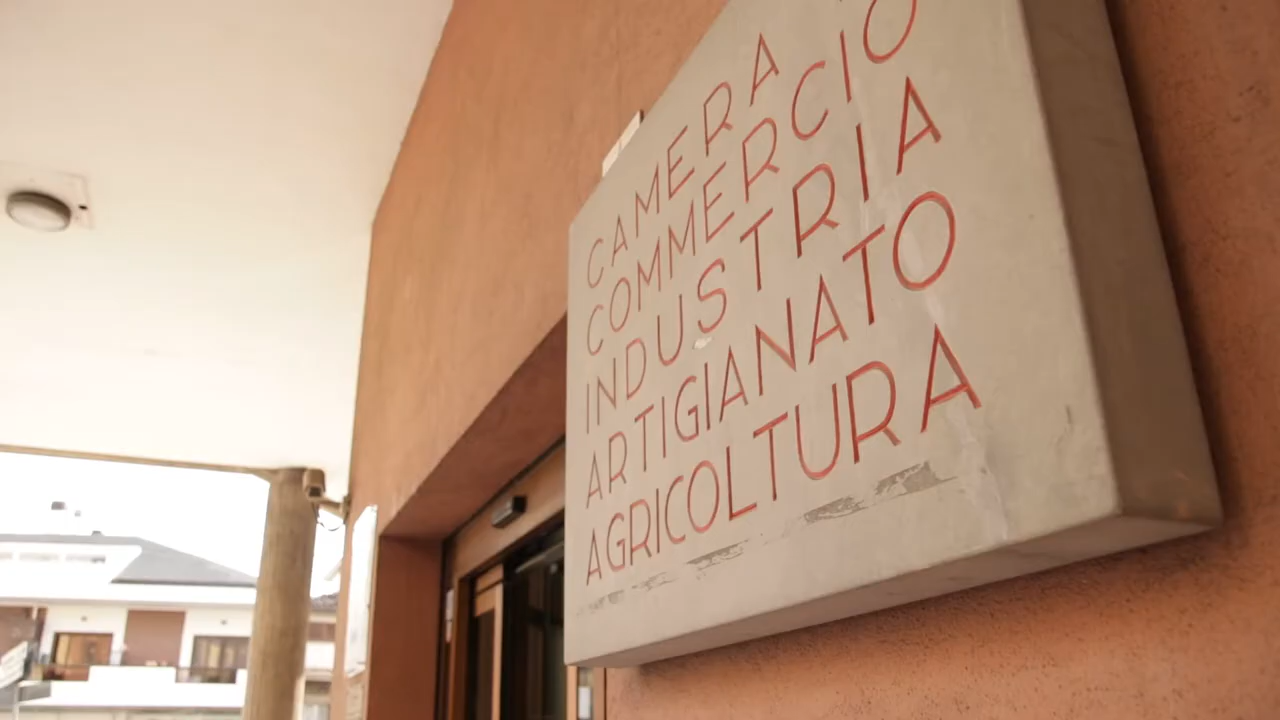 CAMERA
COMMERCIO
INDUSTRIA
ARTIGIANATO
AGRICOLTURA